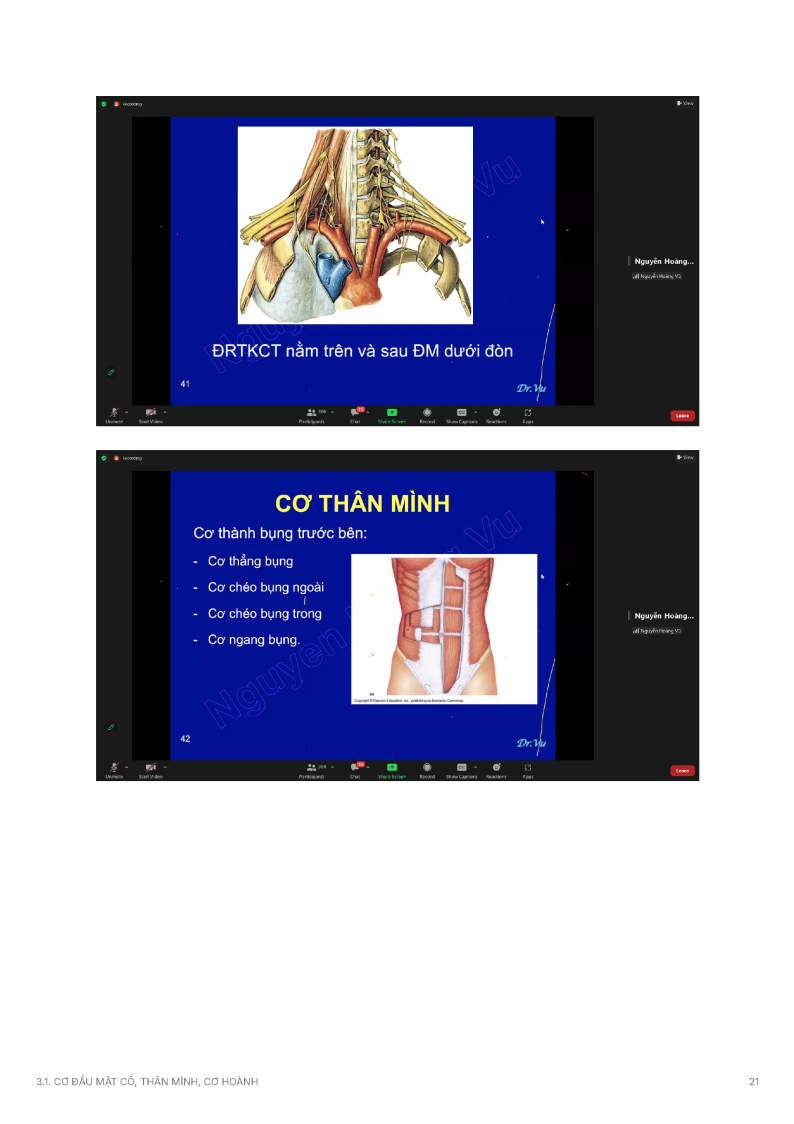 Recording
View
Nguyễn Hoàng...
Nguyễn Hoàng Vũ
ĐRTKCT nằm trên và sau ĐM dưới đòn
41
Dr.Vu
Unmute
Start Video
Participants
Chat
Share Screen
Record
Show Captions
Reactions
Apps
Leave
Recording
View
CƠ THÂN MÌNH
Cơ thành bụng trước bên:
- Cơ thẳng bụng
- Cơ chéo bụng ngoài
- Cơ chéo bụng trong
- Cơ ngang bụng.
Nguyễn Hoàng...
Nguyễn Hoàng Vũ
Copyright © Pearson Education, Inc., publishing as Benjamin Cummings.
Nguyen Vu
42
Dr.Vu
Unmute
Start Video
Participants
Chat
Share Screen
Record
Show Captions
Reactions
Apps
Leave
3.1. CƠ ĐẦU MẶT CỔ, THÂN MÌNH, CƠ HOÀNH
21